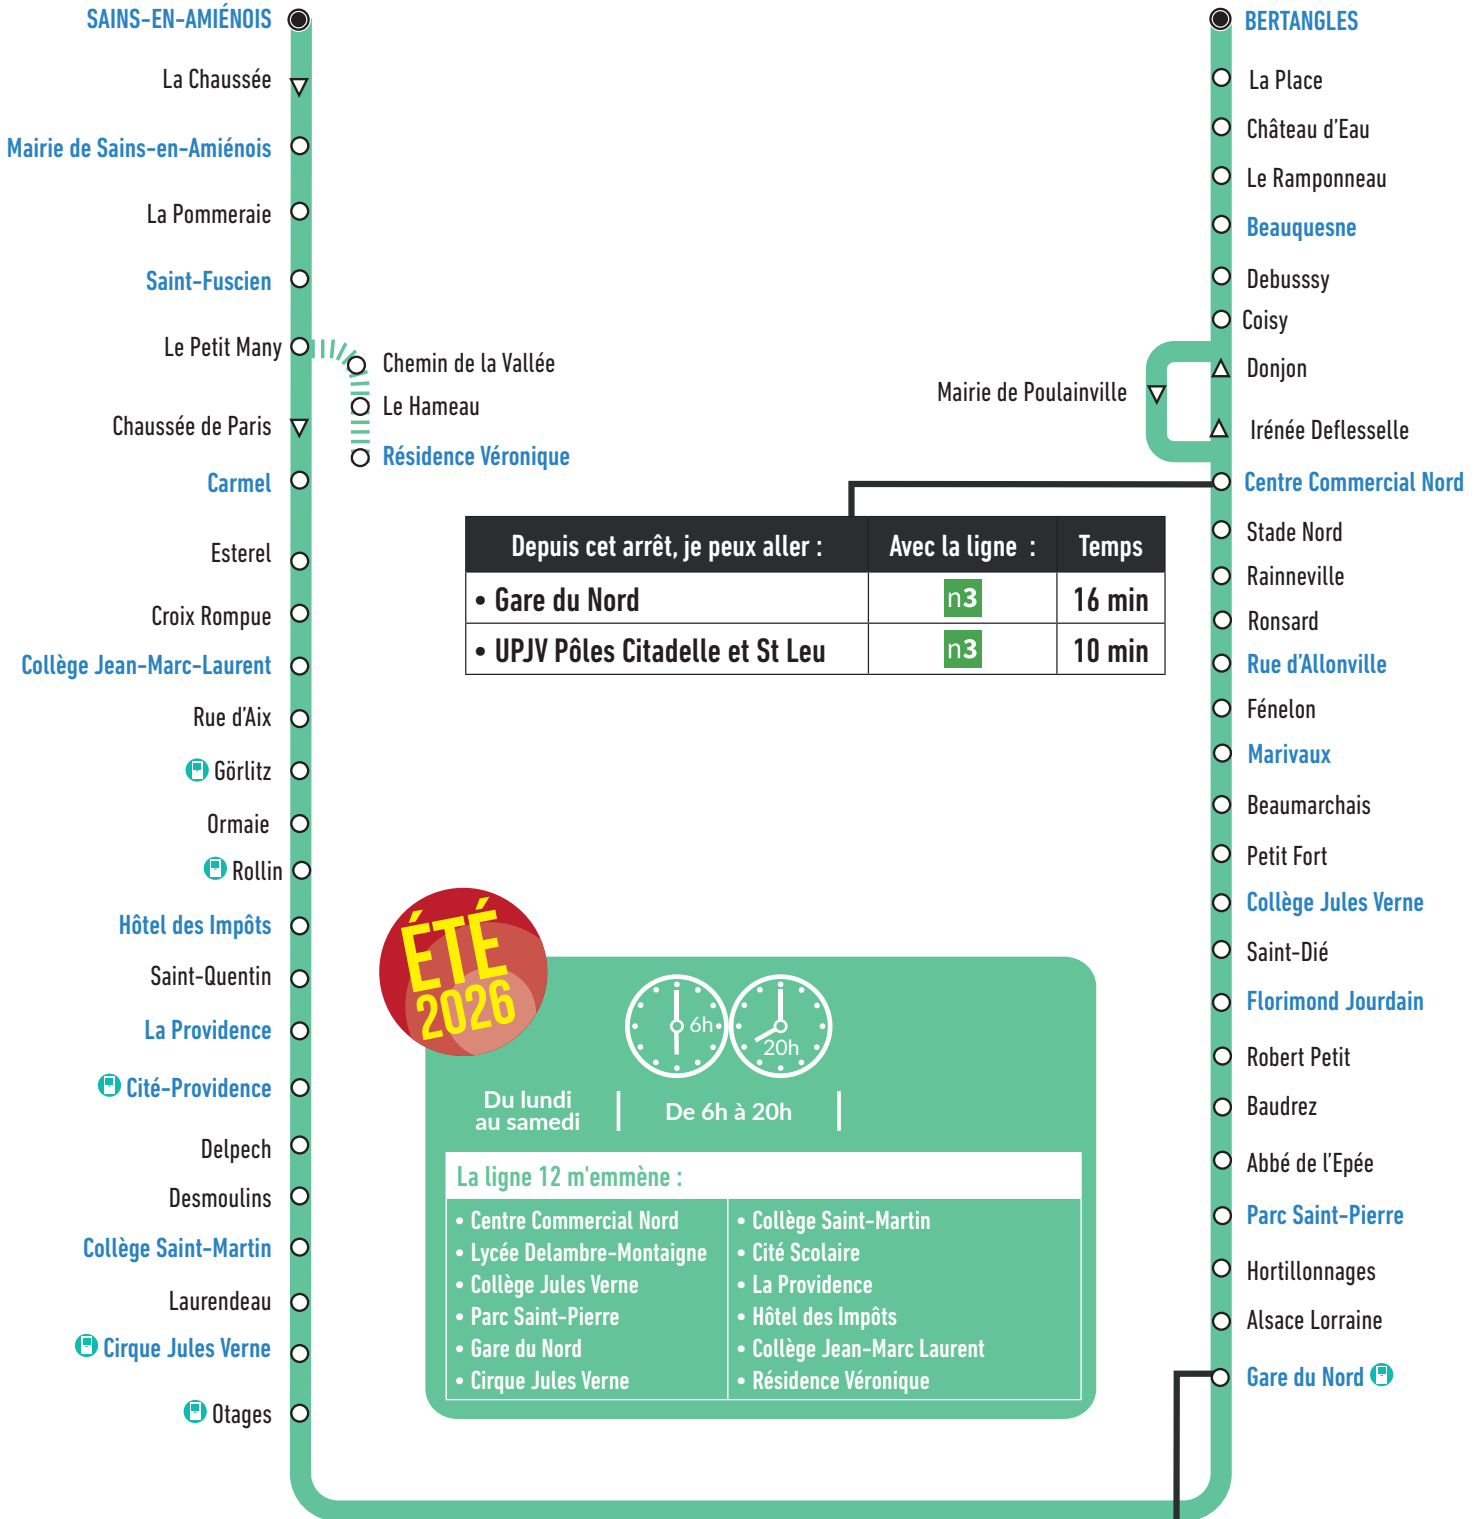 SAINS-EN-AMIÉNOIS
La Chaussée
Mairie de Sains-en-Amiénois
La Pommeraie
Saint-Fuscien
Le Petit Many
Chemin de la Vallée
Le Hameau
Résidence Véronique
Chaussée de Paris
Carmel
Esterel
Croix Rompue
Collège Jean-Marc-Laurent
Rue d'Aix
Görlitz
Ormaie
Rollin
Hôtel des Impôts
Saint-Quentin
La Providence
Cité-Providence
Delpech
Desmoulins
Collège Saint-Martin
Laurendeau
Cirque Jules Verne
Otages
BERTANGLES
La Place
Château d'Eau
Le Ramponneau
Beauquesne
Debusssy
Coisy
Donjon
Mairie de Poulainville
Irénée Deflesselle
Centre Commercial Nord
Stade Nord
Rainneville
Ronsard
Rue d'Allonville
Fénelon
Marivaux
Beaumarchais
Petit Fort
Collège Jules Verne
Saint-Dié
Florimond Jourdain
Robert Petit
Baudrez
Abbé de l'Epée
Parc Saint-Pierre
Hortillonnages
Alsace Lorraine
Gare du Nord
Depuis cet arrêt, je peux aller : Avec la ligne : Temps
• Gare du Nord n3 16 min
• UPJV Pôles Citadelle et St Leu n3 10 min
ÉTÉ
2026
6h
20h
Du lundi
au samedi
De 6h à 20h
La ligne 12 m'emmène :
• Centre Commercial Nord
• Lycée Delambre-Montaigne
• Collège Jules Verne
• Parc Saint-Pierre
• Gare du Nord
• Cirque Jules Verne
• Collège Saint-Martin
• Cité Scolaire
• La Providence
• Hôtel des Impôts
• Collège Jean-Marc Laurent
• Résidence Véronique